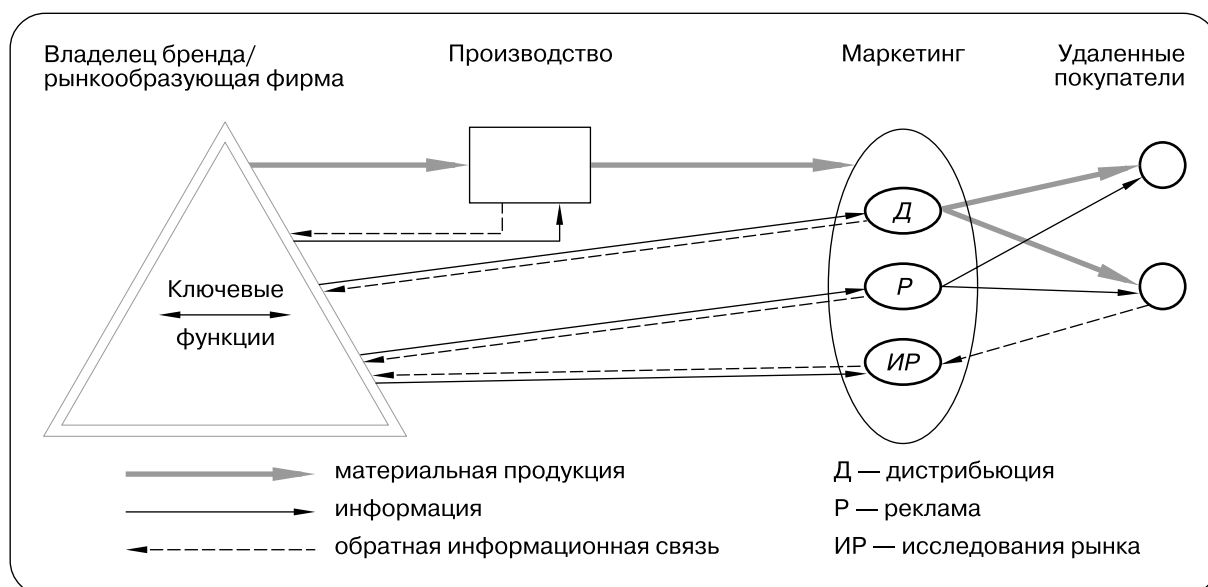 Владелец бренда/
рынкообразующая фирма
Производство
Маркетинг
Удаленные
покупатели
Д
Ключевые
функции
Р
ИР
материальная продукция
Д — дистрибьюция
информация
Р — реклама
обратная информационная связь
ИР — исследования рынка